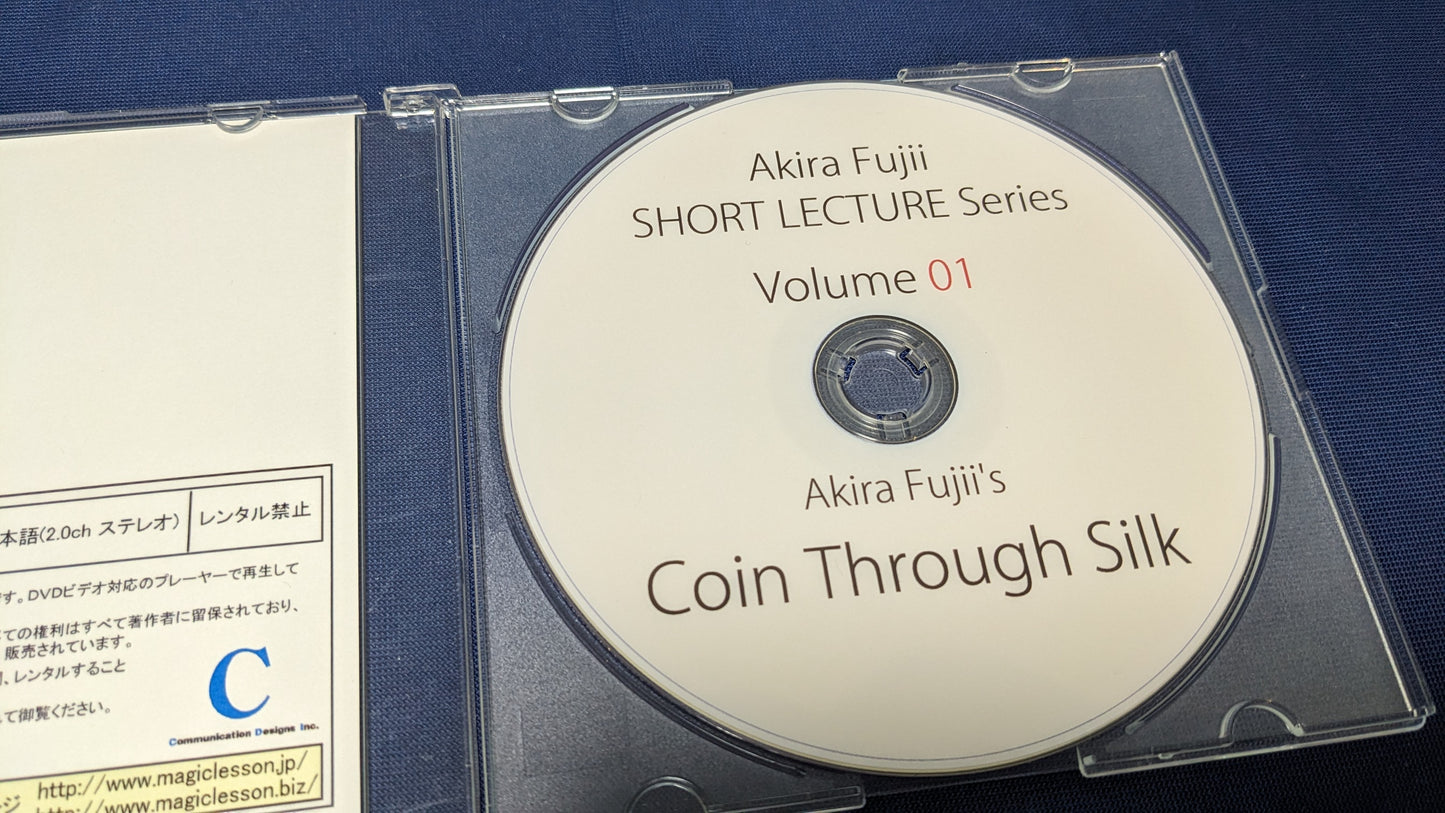 本語(2.0ch ステレオ)
レンタル禁止
す。DVDビデオ対応のプレーヤーで再生して
ての権利はすべて著作者に留保されており、
販売されています。
、レンタルすること
て御覧ください。
C
Communication Designs Inc.
ージ http://www.magiclesson.jp/
http://www.magiclesson.biz/
Akira Fujii
SHORT LECTURE Series
Volume 01
Akira Fujii's
Coin Through Silk